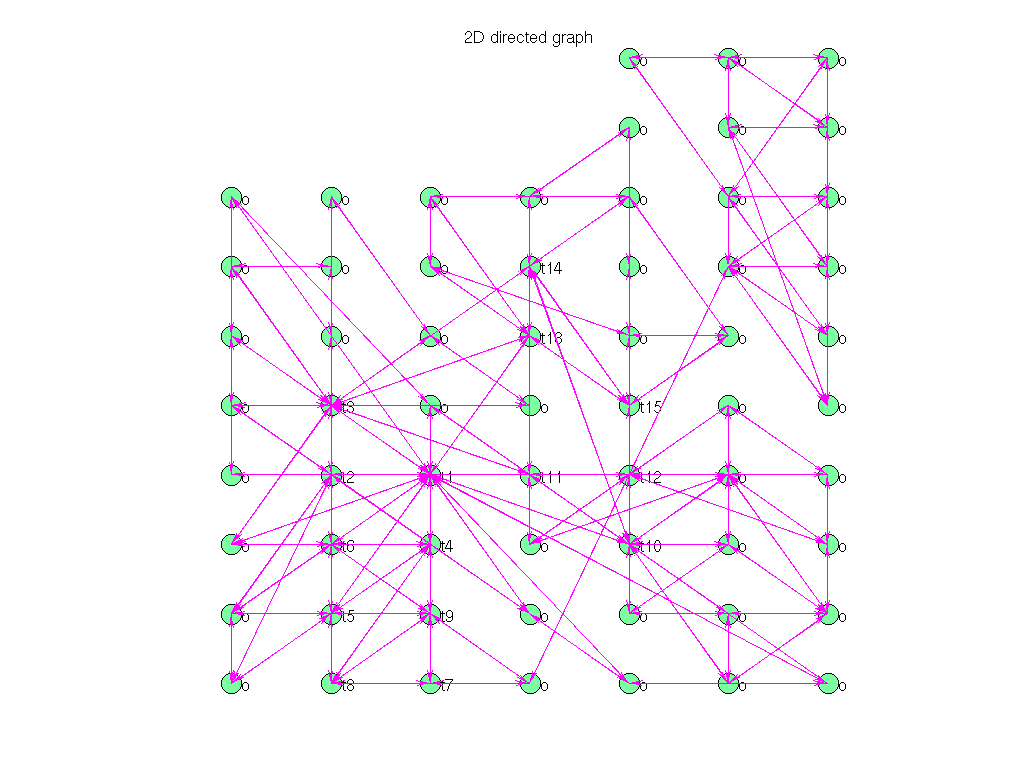 2D directed graph
o o o
o o o
o o o o o o o
o o o t14 o o o
o o o t13 o o o
o t3 o o t15 o o
o t2 t1 t11 t12 o o
o t6 t4 o t10 o o
o t5 t9 o o o o
o t8 t7 o o o o